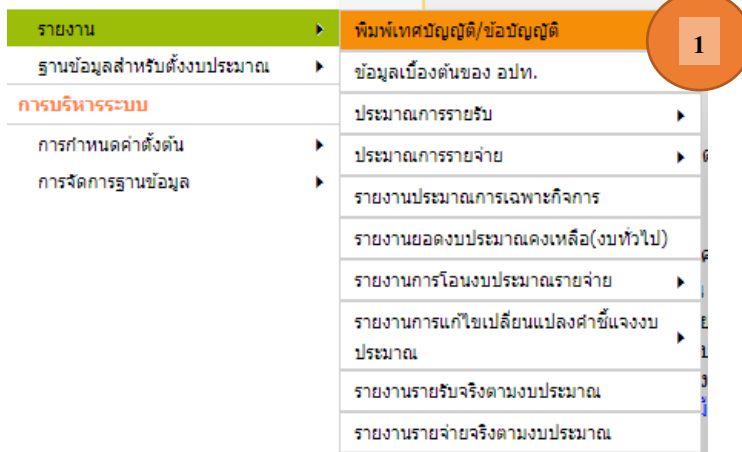 รายงาน
ฐานข้อมูลสำหรับตั้งงบประมาณ
การบริหารระบบ
การกำหนดค่าตั้งต้น
การจัดการฐานข้อมูล
พิมพ์เทศบัญญัติ/ข้อบัญญัติ
1
ข้อมูลเบื้องต้นของ อปท.
ประมาณการรายรับ
ประมาณการรายจ่าย
รายงานประมาณการเฉพาะกิจการ
รายงานยอดงบประมาณคงเหลือ(งบทั่วไป)
รายงานการโอนงบประมาณรายจ่าย
รายงานการแก้ไขเปลี่ยนแปลงคำชี้แจงงบ
ประมาณ
รายงานรายรับจริงตามงบประมาณ
รายงานรายจ่ายจริงตามงบประมาณ